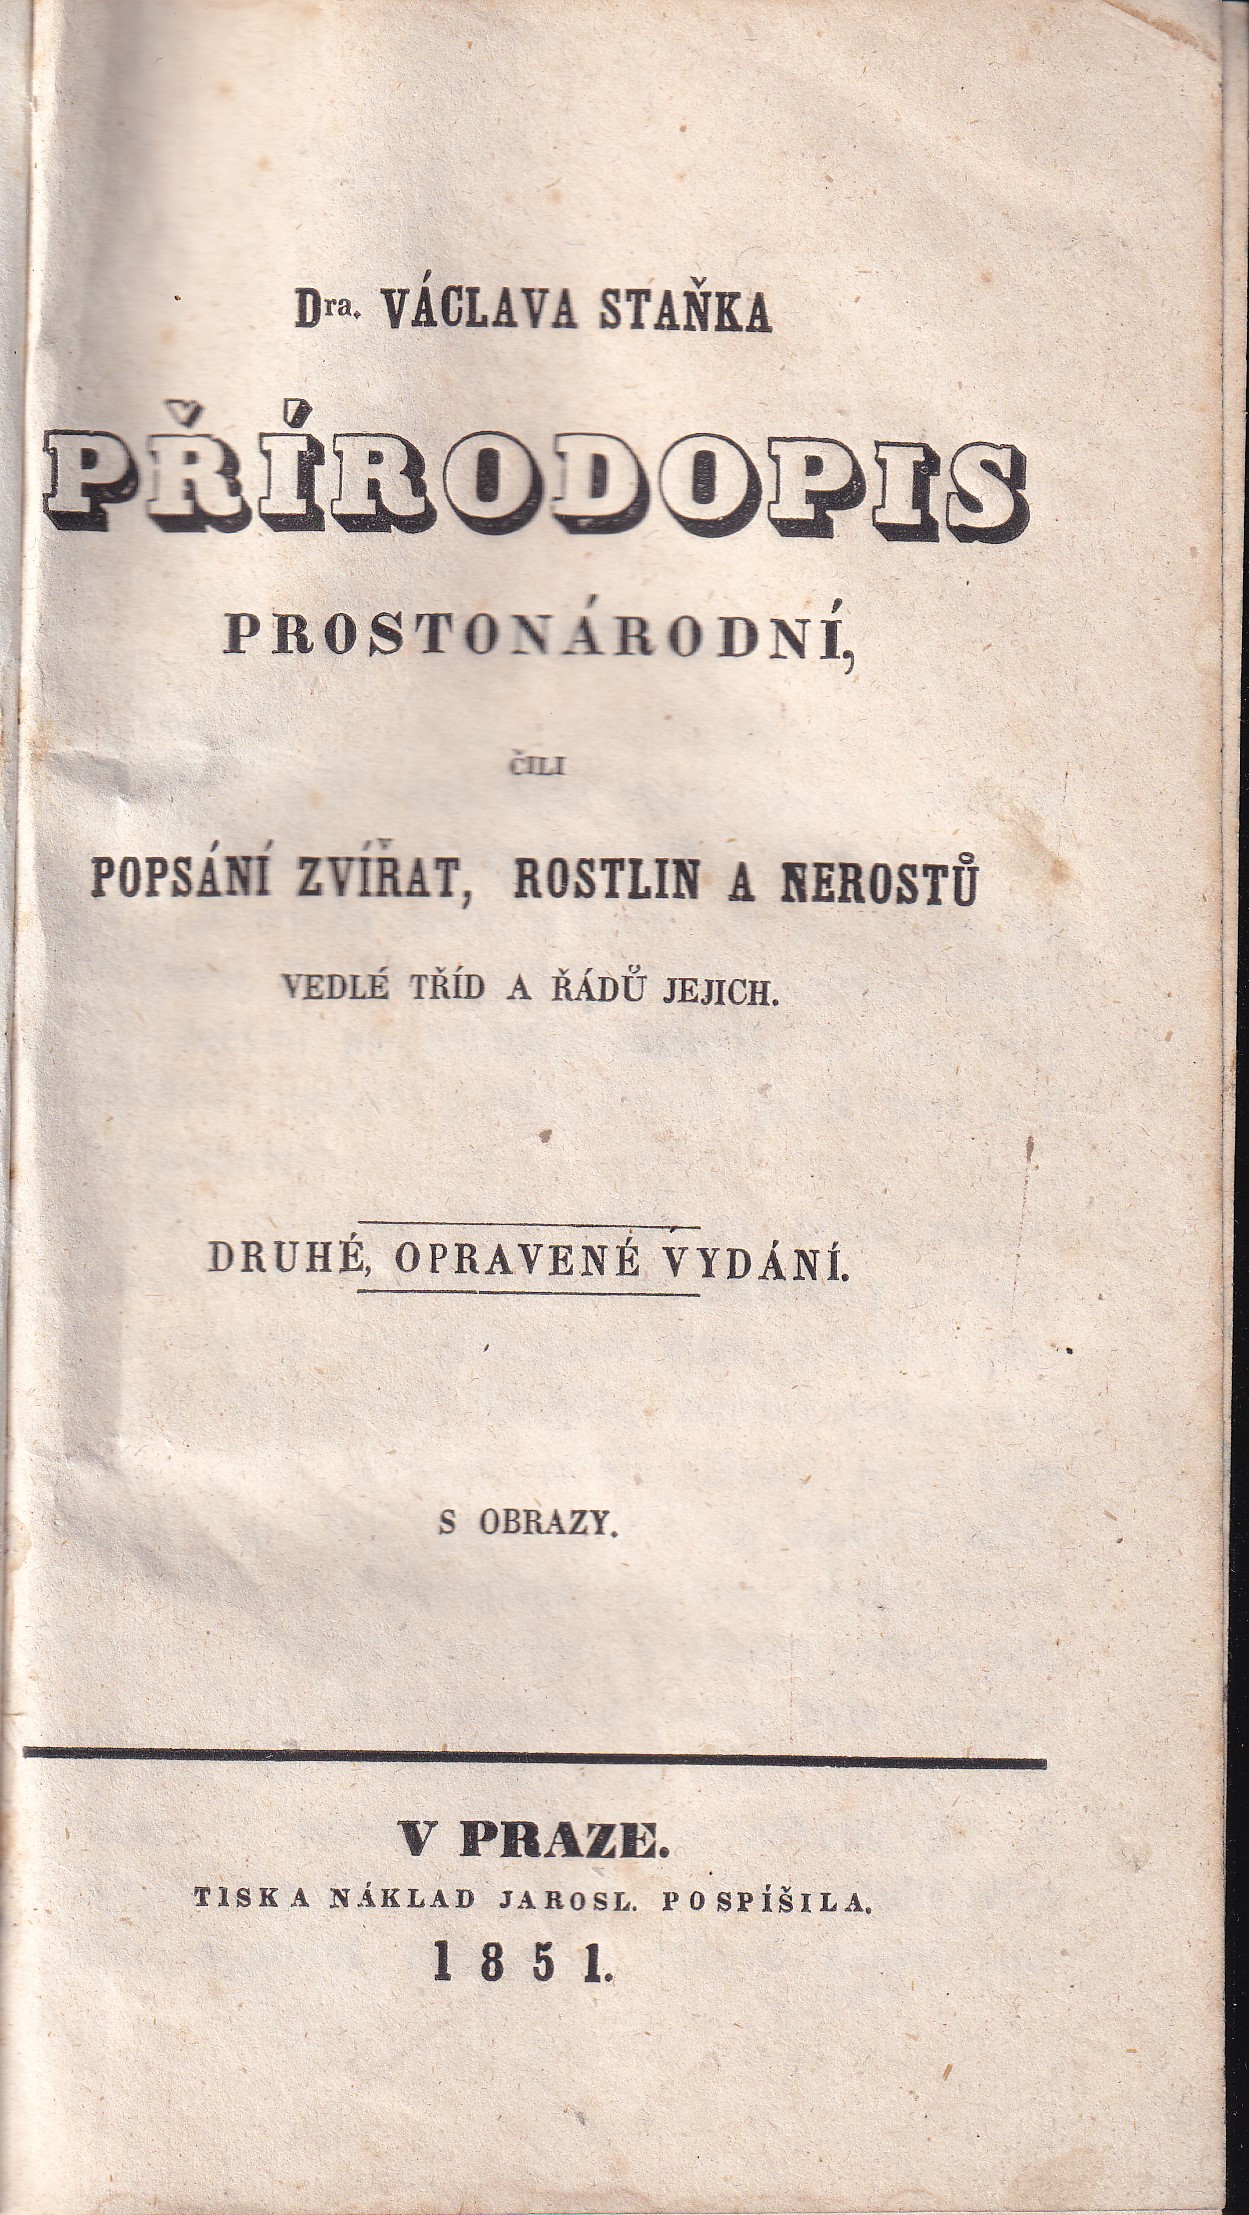 Dra. VÁCLAVA STAŇKA
PŘÍRODOPIS
PROSTONÁRODNÍ,
ČILI
POPSÁNÍ ZVÍŘAT, ROSTLIN A NEROSTŮ
VEDLÉ TŘÍD A ŘÁDŮ JEJICH.
DRUHÉ, OPRAVENÉ VYDÁNÍ.
S OBRAZY.
V PRAZE.
TISK A NÁKLAD JAROSL. POSPÍŠILA.
1851.